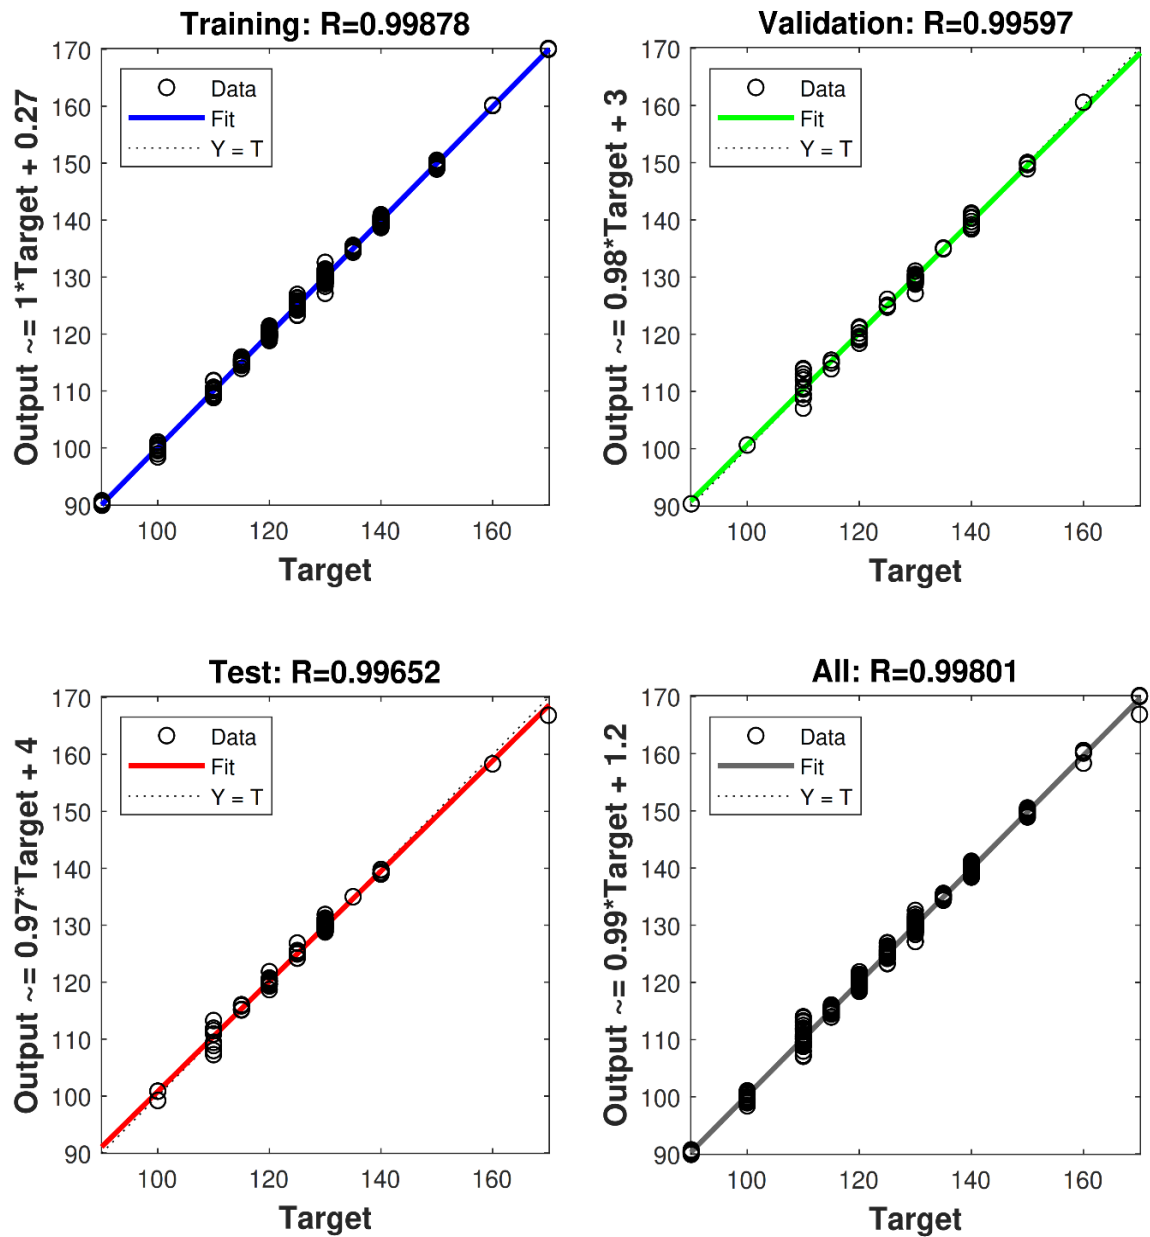 Training: R=0.99878
Output ~= 1*Target + 0.27
170
160
150
140
130
120
110
100
90
Data
Fit
Y = T
100 120 140 160
Target
Validation: R=0.99597
Output ~= 0.98*Target + 3
170
160
150
140
130
120
110
100
90
Data
Fit
Y = T
100 120 140 160
Target
Test: R=0.99652
Output ~= 0.97*Target + 4
170
160
150
140
130
120
110
100
90
Data
Fit
Y = T
100 120 140 160
Target
All: R=0.99801
Output ~= 0.99*Target + 1.2
170
160
150
140
130
120
110
100
90
Data
Fit
Y = T
100 120 140 160
Target